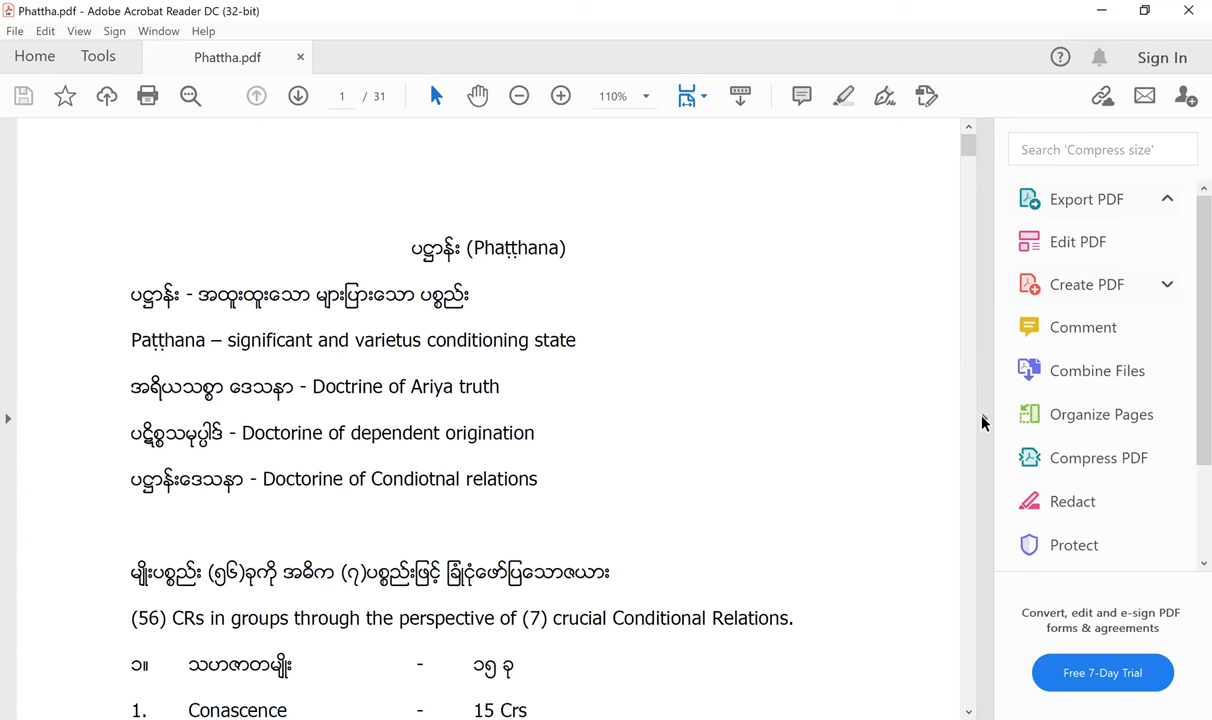 Phattha.pdf - Adobe Acrobat Reader DC (32-bit)
File Edit View Sign Window Help
Home Tools Phattha.pdf Sign In
1 / 31 110%
Search 'Compress size'
Export PDF
Edit PDF
Create PDF
Comment
Combine Files
Organize Pages
Compress PDF
Redact
Protect
Convert, edit and e-sign PDF
forms & agreements
Free 7-Day Trial
ပဋ္ဌာန်း (Phaṭṭhana)
ပဋ္ဌာန်း - အထူးထူးသော များပြားသော ပစ္စည်း
Paṭṭhana – significant and varietus conditioning state
အရိယသစ္စာ ဒေသနာ - Doctrine of Ariya truth
ပဋိစ္စသမုပ္ပါဒ် - Doctorine of dependent origination
ပဋ္ဌာန်းဒေသနာ - Doctorine of Condiotnal relations
မျိုးပစ္စည်း (၅၆)ခုကို အဓိက (၇)ပစ္စည်းဖြင့် ခြုံငုံဖော်ပြသောဇယား
(56) CRs in groups through the perspective of (7) crucial Conditional Relations.
၁။ သဟဇာတမျိုး - ၁၅ ခု
1. Conascence - 15 Crs